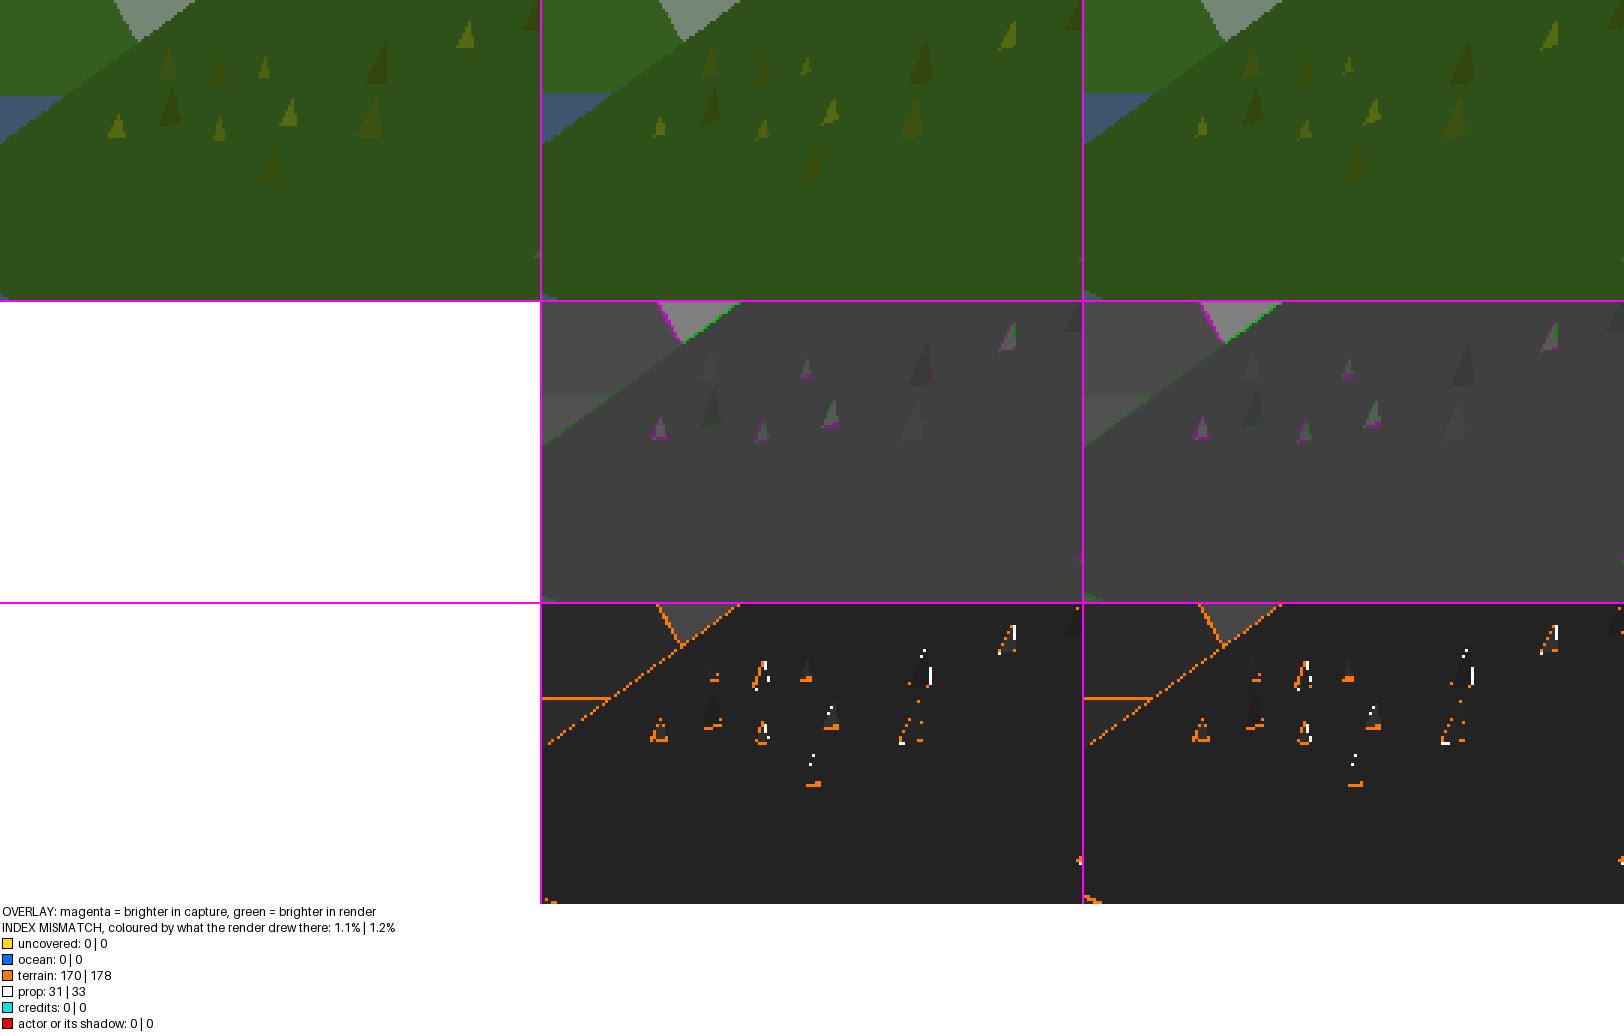 OVERLAY: magenta = brighter in capture, green = brighter in render
INDEX MISMATCH, coloured by what the render drew there: 1.1% | 1.2%
uncovered: 0 | 0
ocean: 0 | 0
terrain: 170 | 178
prop: 31 | 33
credits: 0 | 0
actor or its shadow: 0 | 0